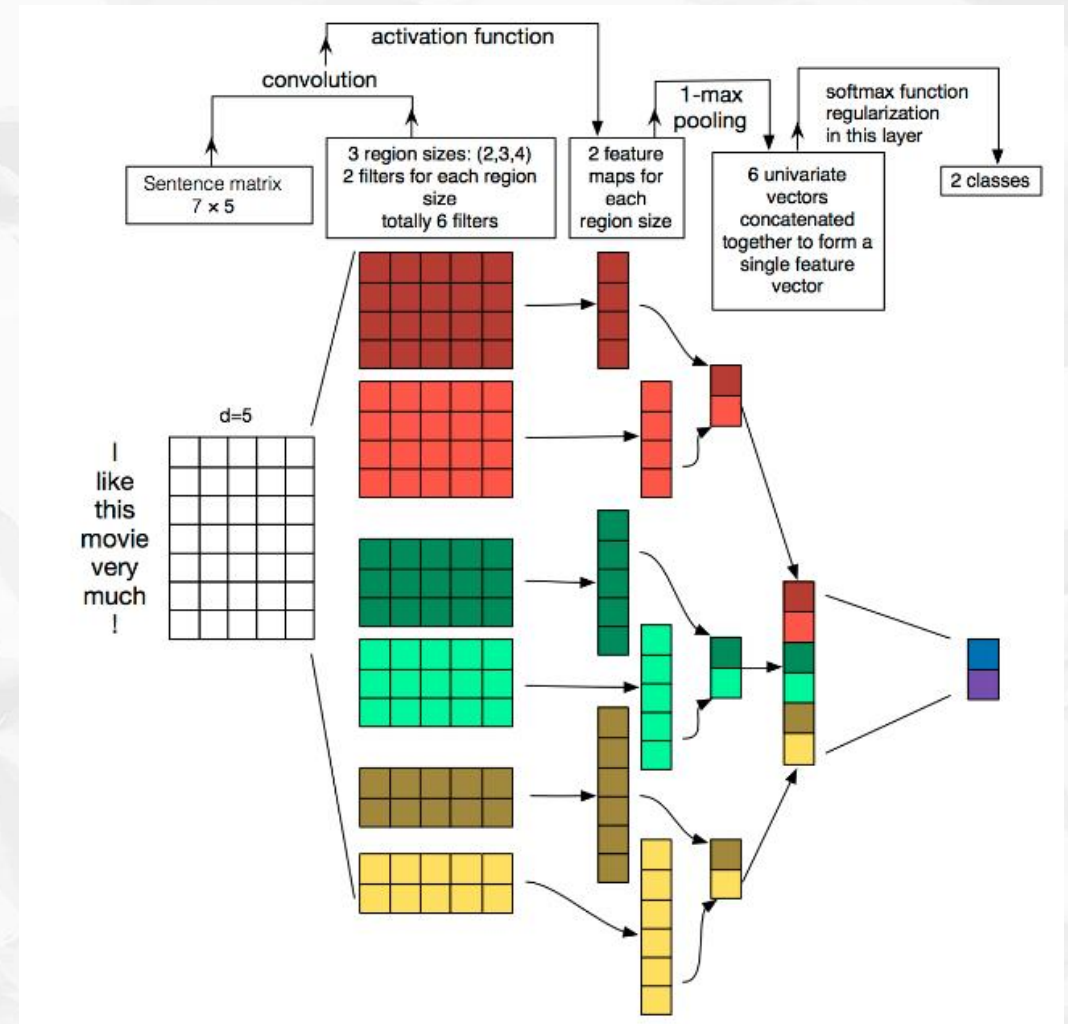 activation function
convolution
1-max
pooling
softmax function
regularization
in this layer
Sentence matrix
7 × 5
3 region sizes: (2,3,4)
2 filters for each region
size
totally 6 filters
2 feature
maps for
each
region size
6 univariate
vectors
concatenated
together to form a
single feature
vector
2 classes
d=5
I
like
this
movie
very
much
!